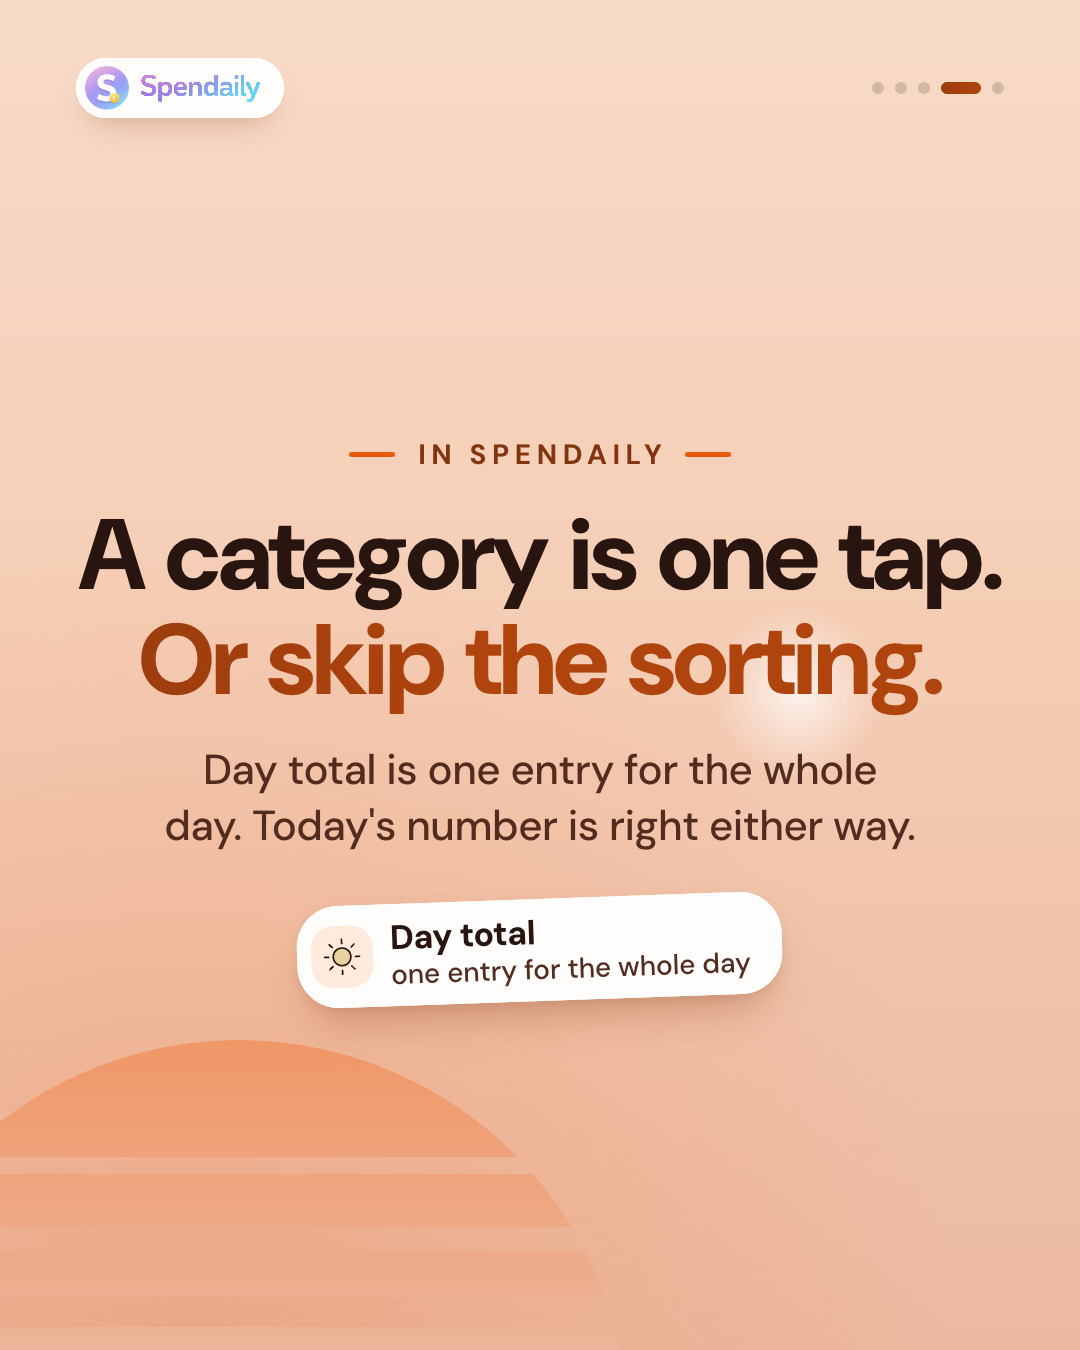 Spendaily
IN SPENDAILY
A category is one tap.
Or skip the sorting.
Day total is one entry for the whole
day. Today's number is right either way.
Day total
one entry for the whole day